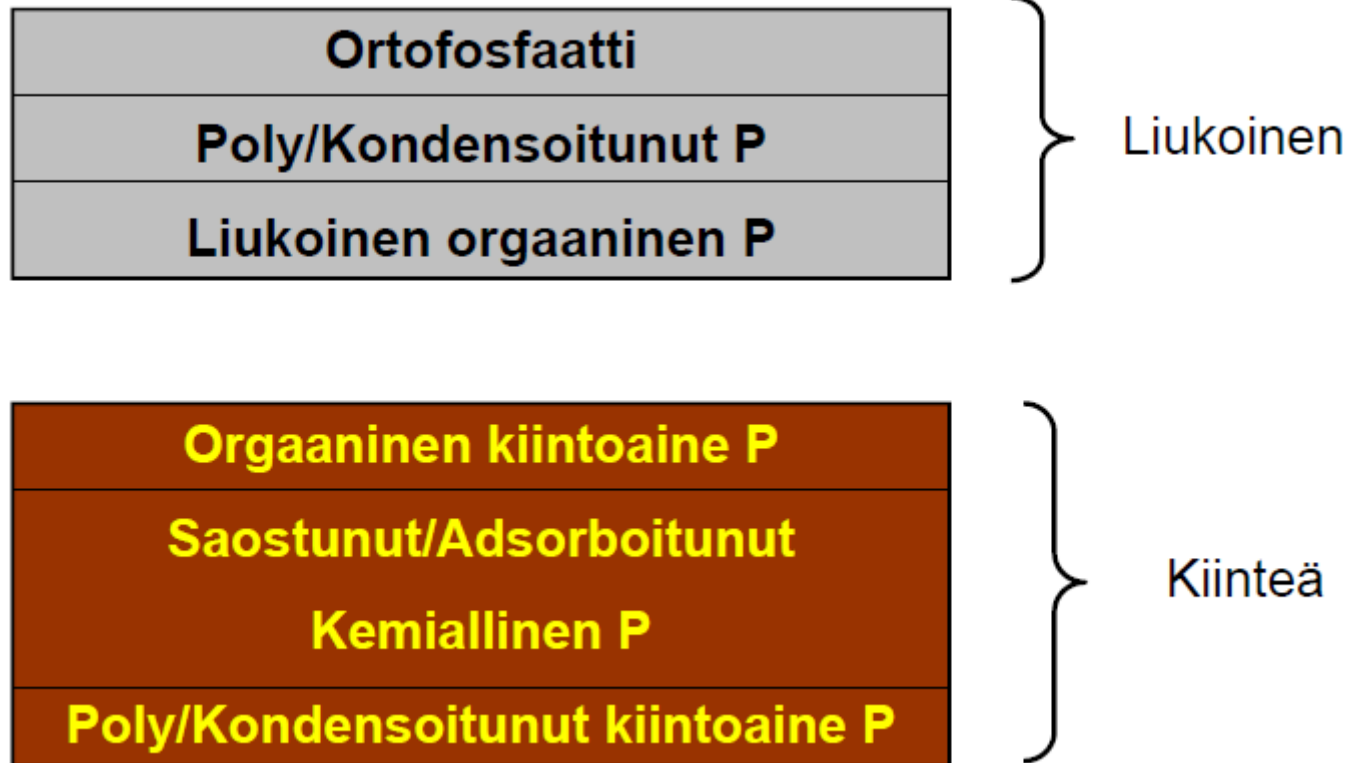 Ortofosfaatti
Poly/Kondensoitunut P
Liukoinen orgaaninen P
Liukoinen
Orgaaninen kiintoaine P
Saostunut/Adsorboitunut
Kemiallinen P
Poly/Kondensoitunut kiintoaine P
Kiinteä